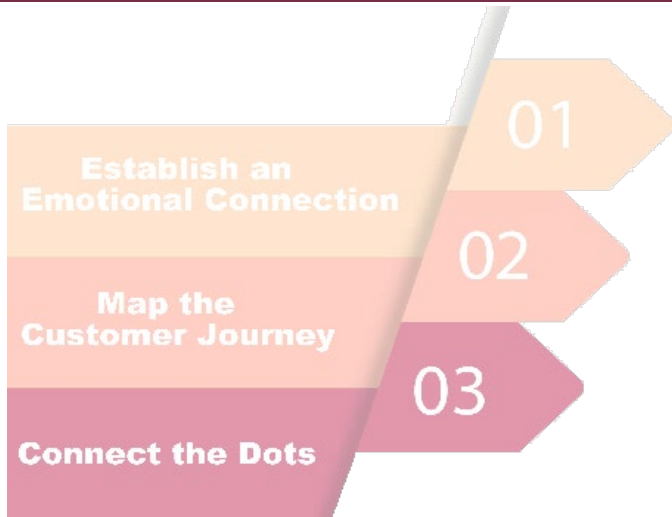 Establish an
Emotional Connection
01
Map the
Customer Journey
02
Connect the Dots
03